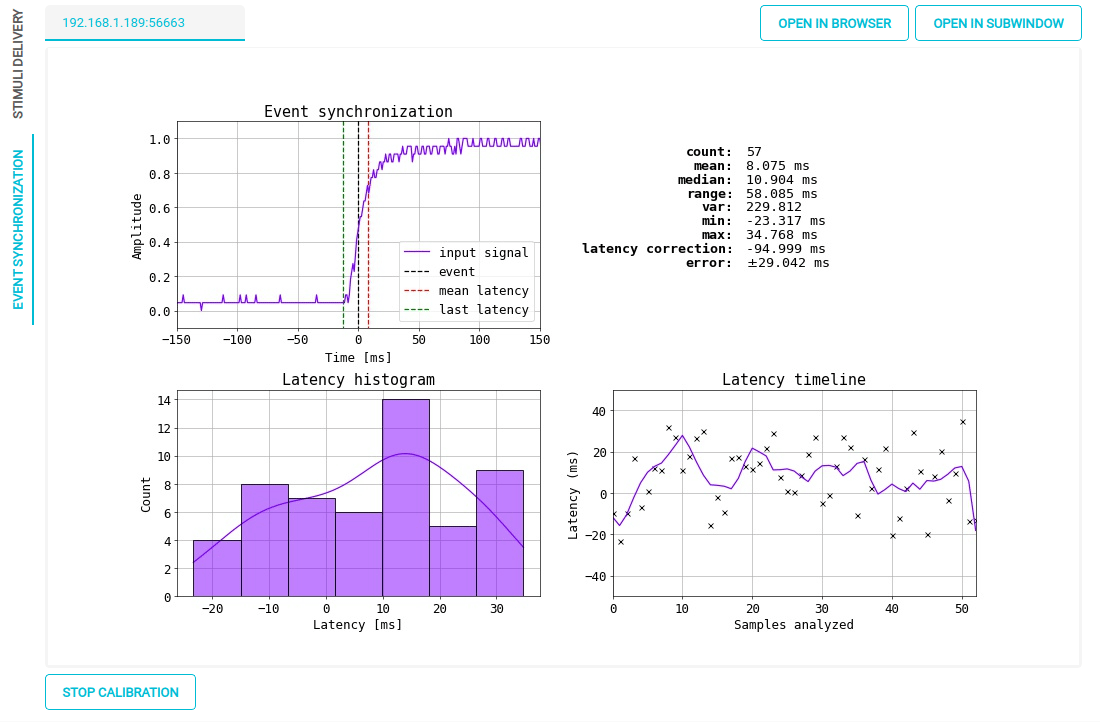 STIMULI DELIVERY
EVENT SYNCHRONIZATION
192.168.1.189:56663
OPEN IN BROWSER
OPEN IN SUBWINDOW
Event synchronization
Amplitude
1.0
0.8
0.6
0.4
0.2
0.0
input signal
event
mean latency
last latency
−150 −100 −50 0 50 100 150
Time [ms]
count: 57
mean: 8.075 ms
median: 10.904 ms
range: 58.085 ms
var: 229.812
min: -23.317 ms
max: 34.768 ms
latency correction: -94.999 ms
error: ±29.042 ms
Latency histogram
Count
14
12
10
8
6
4
2
0
−20 −10 0 10 20 30
Latency [ms]
Latency timeline
Latency (ms)
40
20
0
−20
−40
0 10 20 30 40 50
Samples analyzed
STOP CALIBRATION